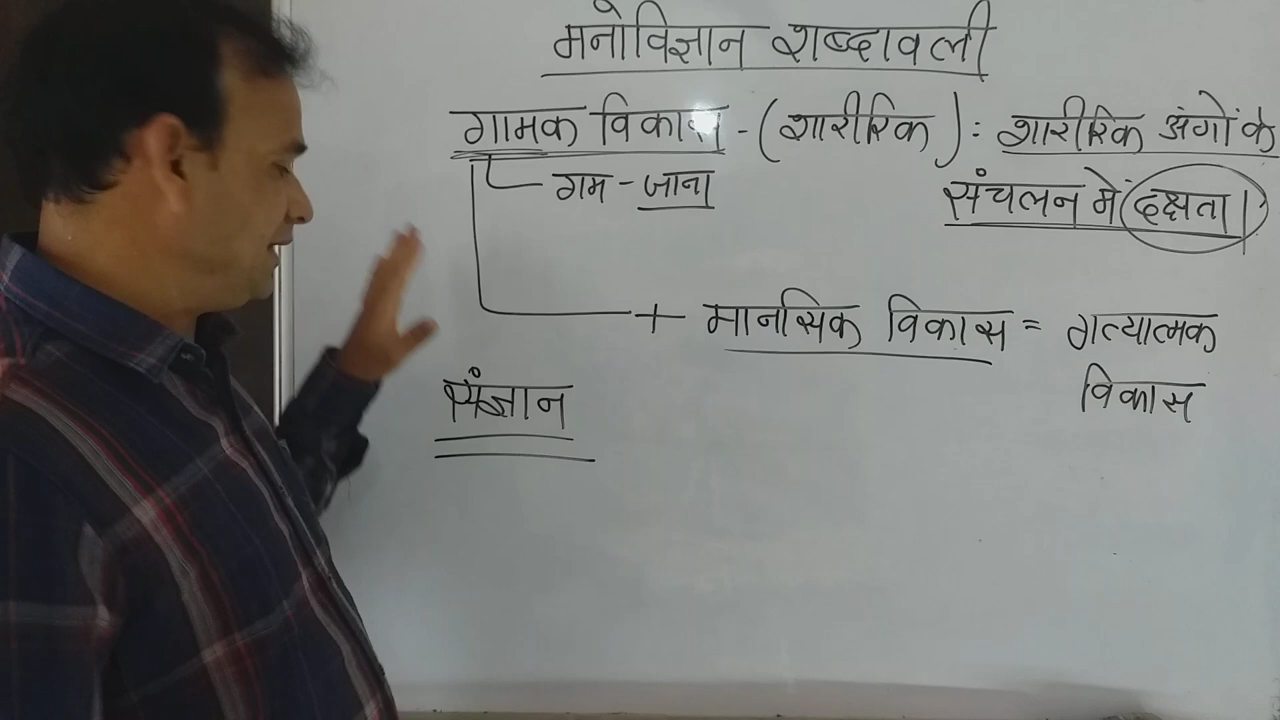 मनोविज्ञान शब्दावली
गामक विकास - (शारीरिक) : शारीरिक अंगों के
गम - जाना
संचलन में दक्षता।
+ मानसिक विकास = गत्यात्मक
विकास
संज्ञान